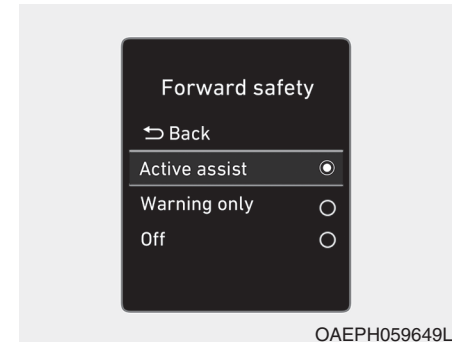 Forward safety
Back
Active assist
Warning only
Off
OAEPH059649L